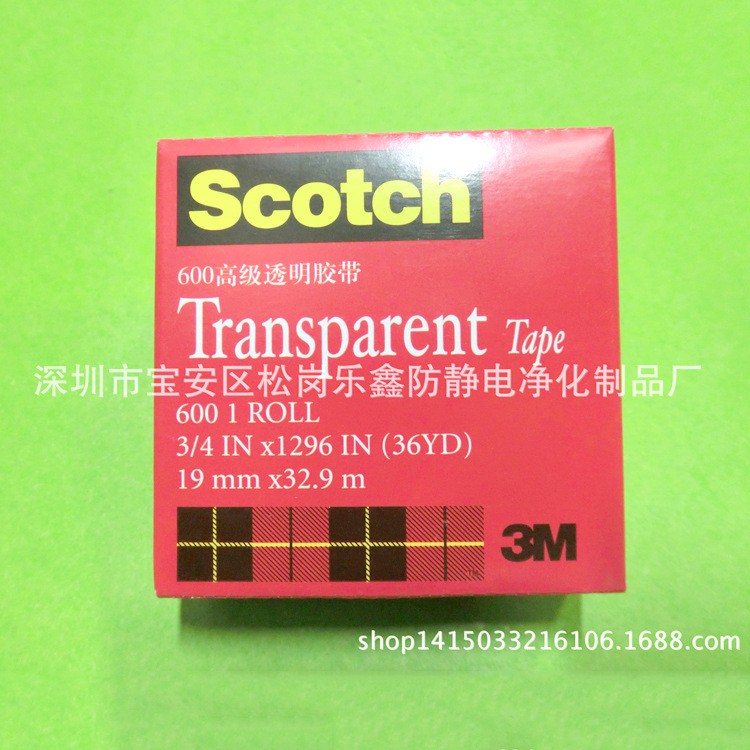 Scotch
600高级透明胶带
Transparent Tape
深圳市宝安区松岗乐鑫防静电净化制品厂
600 1 ROLL
3/4 IN x1296 IN (36YD)
19 mm x32.9 m
3M
TM
shop1415033216106.1688.com